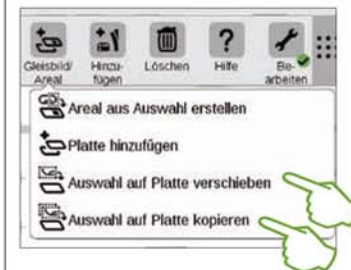 Gleisbild/ Hinzu- Löschen Hilfe Be-
Areal fügen arbeiten
Areal aus Auswahl erstellen
Platte hinzufügen
Auswahl auf Platte verschieben
Auswahl auf Platte kopieren